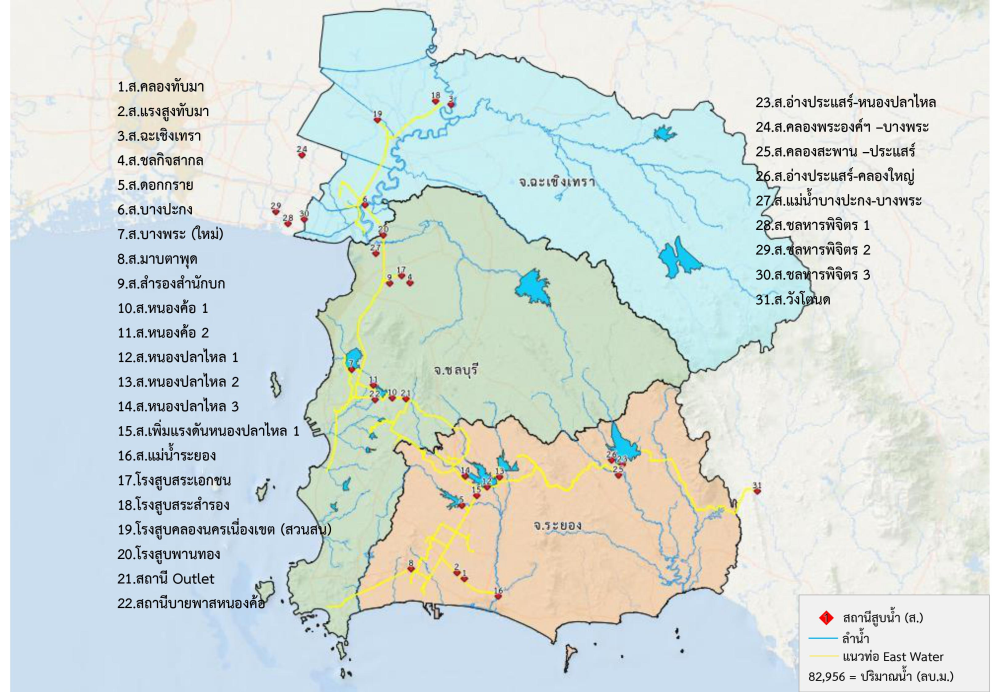 1.ส.คลองทับมา
2.ส.แรงสูงทับมา
3.ส.ฉะเชิงเทรา
4.ส.ชลกิจสากล
5.ส.ดอกกราย
6.ส.บางปะกง
7.ส.บางพระ (ใหม่)
8.ส.มาบตาพุด
9.ส.สำรองสำนักบก
10.ส.หนองค้อ 1
11.ส.หนองค้อ 2
12.ส.หนองปลาไหล 1
13.ส.หนองปลาไหล 2
14.ส.หนองปลาไหล 3
15.ส.เพิ่มแรงดันหนองปลาไหล 1
16.ส.แม่น้ำระยอง
17.โรงสูบสระเอกชน
18.โรงสูบสระสำรอง
19.โรงสูบคลองนครเนื่องเขต (สวนสน)
20.โรงสูบพานทอง
21.สถานี Outlet
22.สถานีบายพาสหนองค้อ
23.ส.อ่างประแสร์-หนองปลาไหล
24.ส.คลองพระองค์ฯ –บางพระ
25.ส.คลองสะพาน –ประแสร์
26.ส.อ่างประแสร์-คลองใหญ่
27.ส.แม่น้ำบางปะกง-บางพระ
28.ส.ชลหารพิจิตร 1
29.ส.ชลหารพิจิตร 2
30.ส.ชลหารพิจิตร 3
31.ส.วังโตนด
จ.ฉะเชิงเทรา
จ.ชลบุรี
จ.ระยอง
18
3
19
24
29
28
30
20
27
9
17
4
7
11
22
10
21
14
13
25
31
8
2
1
16
สถานีสูบน้ำ (ส.)
ลำน้ำ
แนวท่อ East Water
82,956 = ปริมาณน้ำ (ลบ.ม.)